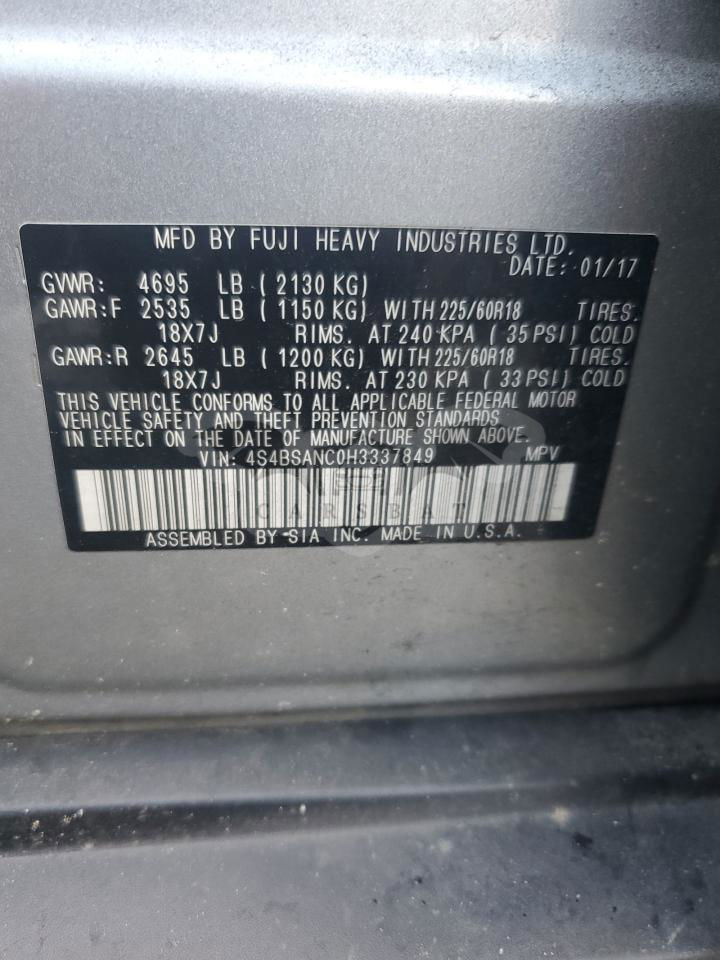 MFD BY FUJI HEAVY INDUSTRIES LTD.
DATE: 01/17
GVWR: 4695 LB ( 2130 KG)
GAWR:F 2535 LB ( 1150 KG) WITH 225/60R18 TIRES.
18X7J RIMS. AT 240 KPA ( 35 PSI) COLD
GAWR:R 2645 LB ( 1200 KG) WITH 225/60R18 TIRES.
18X7J RIMS. AT 230 KPA ( 33 PSI) COLD
THIS VEHICLE CONFORMS TO ALL APPLICABLE FEDERAL MOTOR
VEHICLE SAFETY AND THEFT PREVENTION STANDARDS
IN EFFECT ON THE DATE OF MANUFACTURE SHOWN ABOVE.
VIN: 4S4BSANC0H3337849 MPV
CARSBAT
ASSEMBLED BY SIA INC. MADE IN U.S.A.